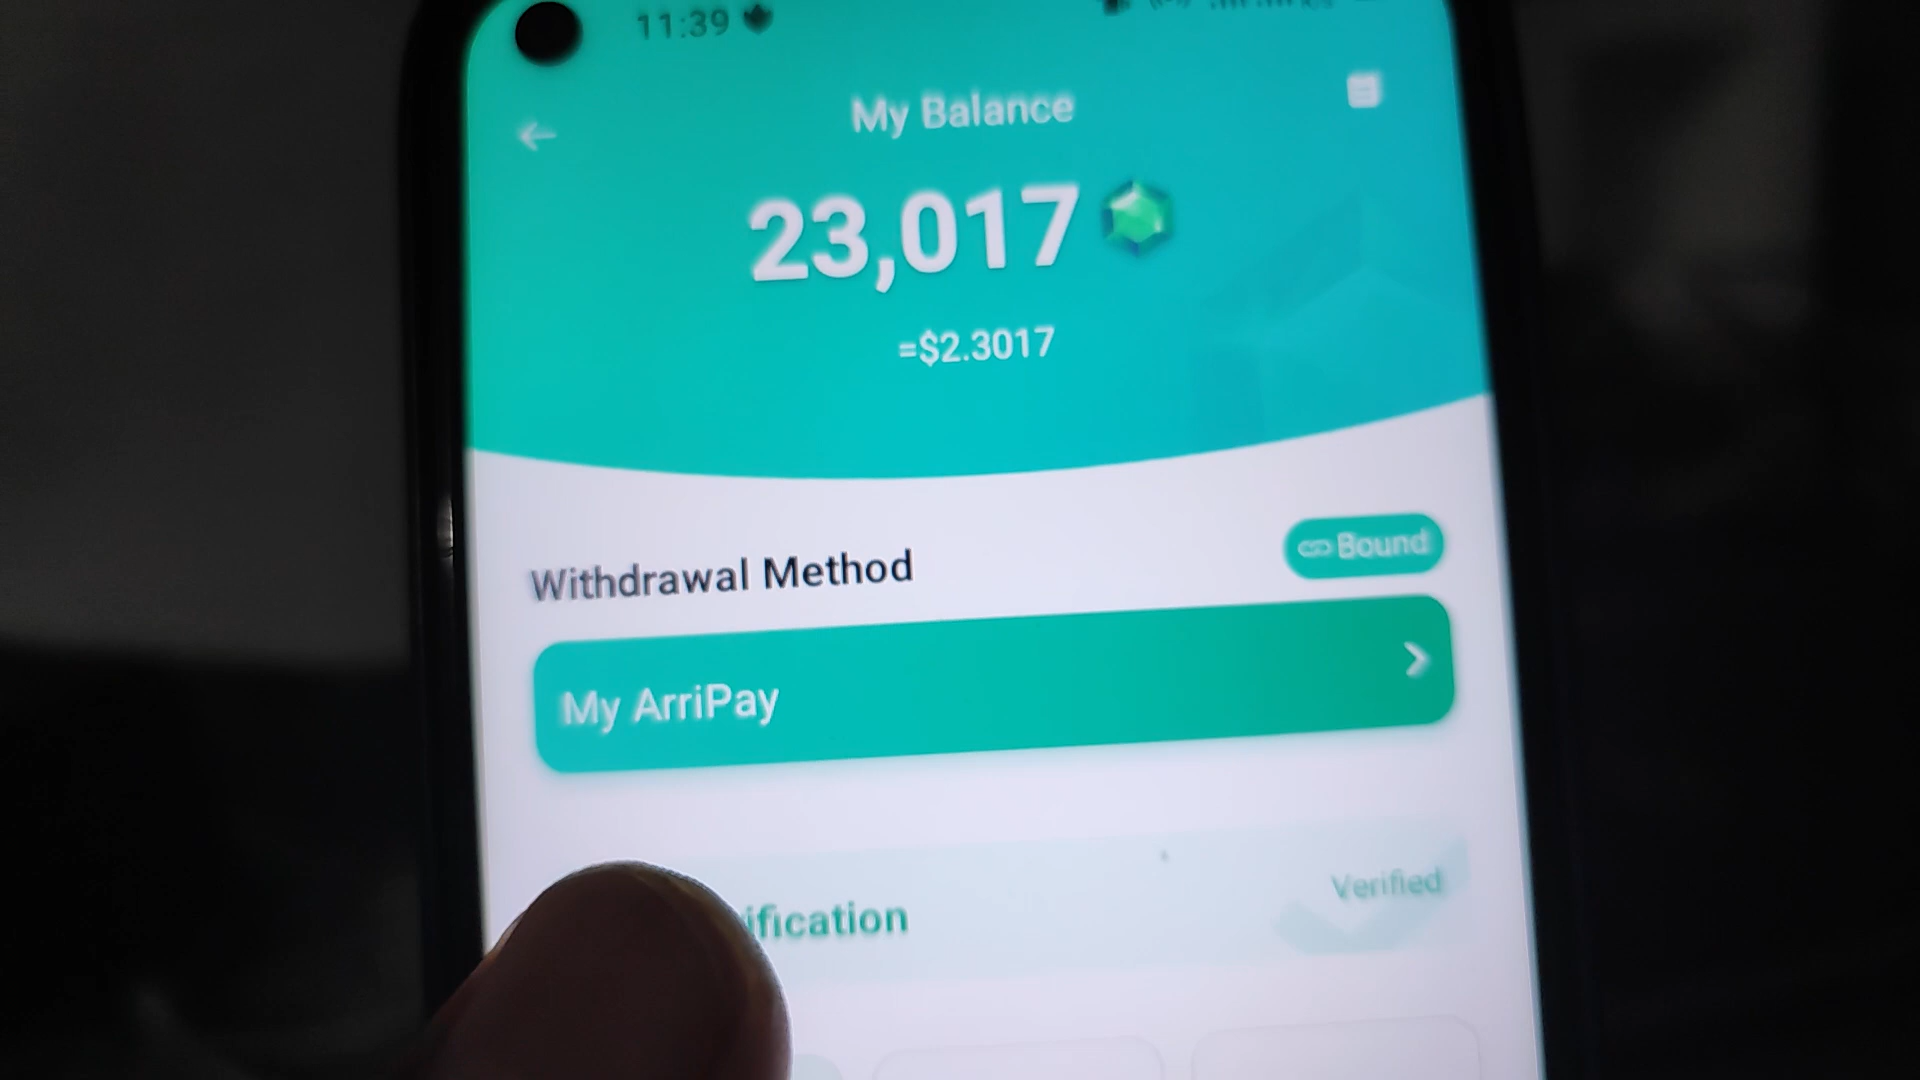 11:39
My Balance
23,017
=$2.3017
Withdrawal Method
Bound
My ArriPay
Verified
ification